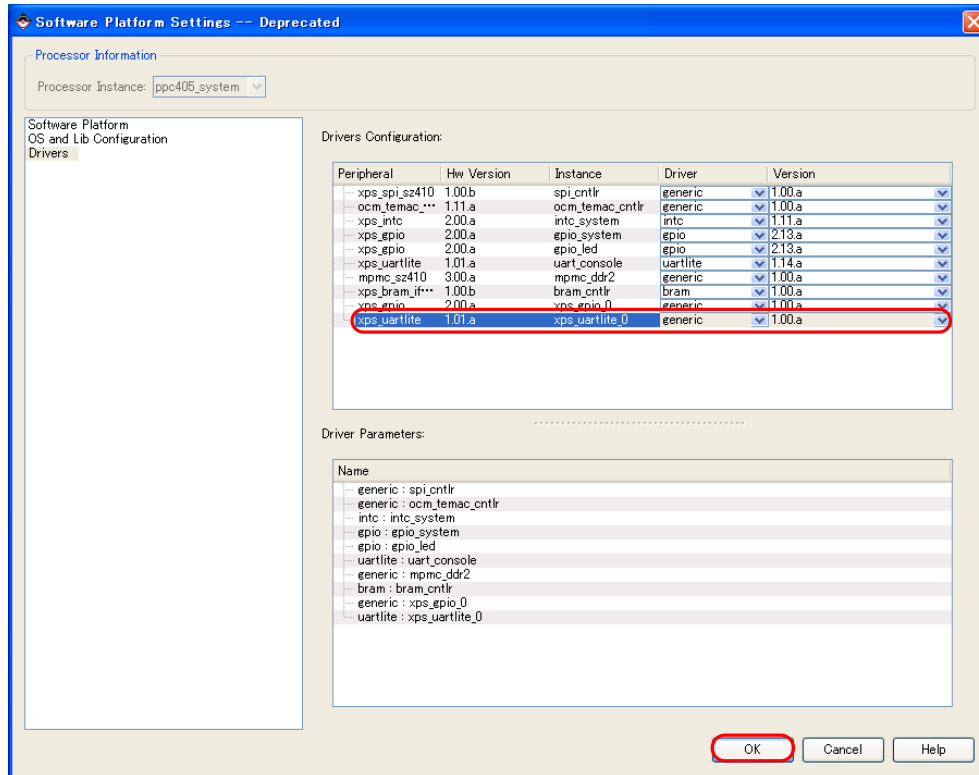 Software Platform Settings -- Deprecated
Processor Information
Processor Instance: ppc405_system
Software Platform
OS and Lib Configuration
Drivers
Drivers Configuration:
Peripheral Hw Version Instance Driver Version
xps_spi_sz410 1.00.b spi_cntlr generic 1.00.a
ocm_temac_··· 1.11.a ocm_temac_cntlr generic 1.00.a
xps_intc 2.00.a intc_system intc 1.11.a
xps_gpio 2.00.a gpio_system gpio 2.13.a
xps_gpio 2.00.a gpio_led gpio 2.13.a
xps_uartlite 1.01.a uart_console uartlite 1.14.a
mpmc_sz410 3.00.a mpmc_ddr2 generic 1.00.a
xps_bram_if··· 1.00.b bram_cntlr bram 1.00.a
xps_gpio 2.00.a xps_gpio_0 generic 1.00.a
xps_uartlite 1.01.a xps_uartlite_0 generic 1.00.a
Driver Parameters:
Name
generic : spi_cntlr
generic : ocm_temac_cntlr
intc : intc_system
gpio : gpio_system
gpio : gpio_led
uartlite : uart_console
generic : mpmc_ddr2
bram : bram_cntlr
generic : xps_gpio_0
uartlite : xps_uartlite_0
OK Cancel Help